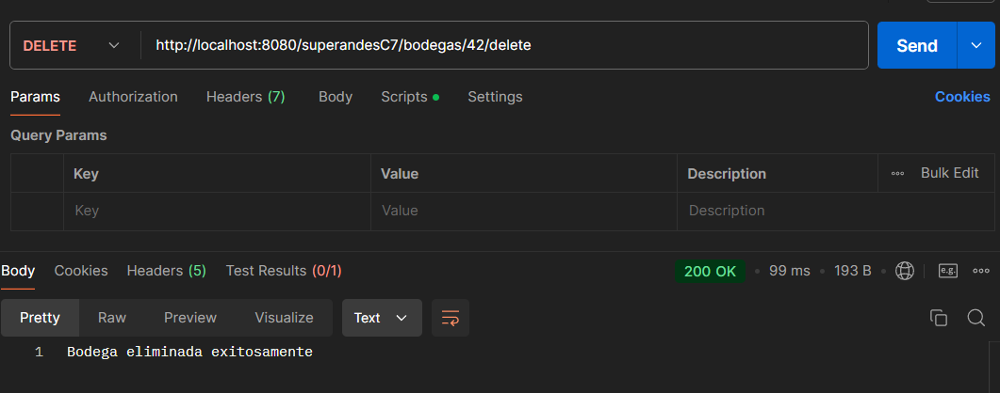 DELETE http://localhost:8080/superandesC7/bodegas/42/delete Send
Params Authorization Headers (7) Body Scripts Settings Cookies
Query Params
Key Value Description Bulk Edit
Key Value Description
Body Cookies Headers (5) Test Results (0/1) 200 OK 99 ms 193 B e.g.
Pretty Raw Preview Visualize Text
1 Bodega eliminada exitosamente